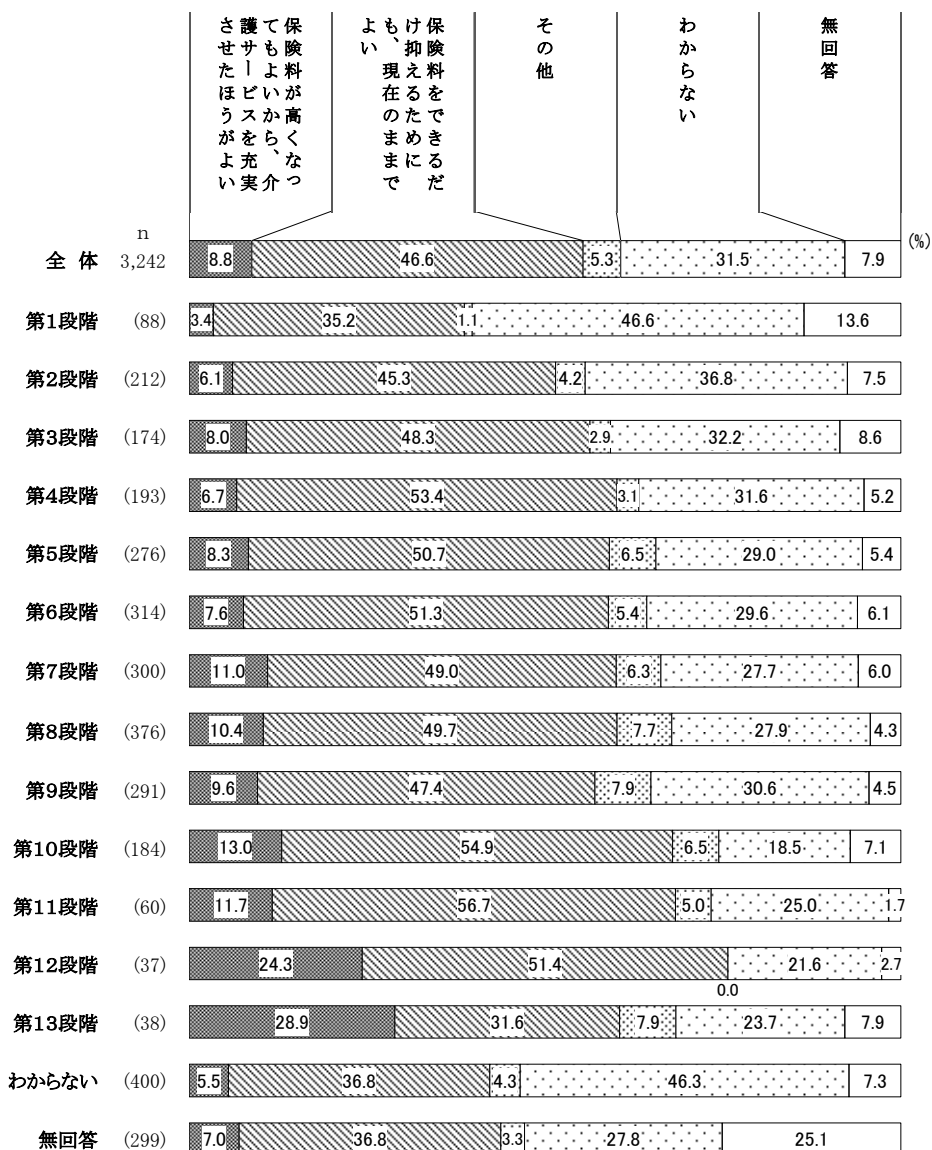 保険料が高くなっ
てもよいから、介
護サービスを充実
させたほうがよい
保険料をできるだ
け抑えるために
も、現在のままで
よい
その他
わからない
無回答
n
(%)
全 体 3,242 8.8 46.6 5.3 31.5 7.9
第1段階 (88) 3.4 35.2 1.1 46.6 13.6
第2段階 (212) 6.1 45.3 4.2 36.8 7.5
第3段階 (174) 8.0 48.3 2.9 32.2 8.6
第4段階 (193) 6.7 53.4 3.1 31.6 5.2
第5段階 (276) 8.3 50.7 6.5 29.0 5.4
第6段階 (314) 7.6 51.3 5.4 29.6 6.1
第7段階 (300) 11.0 49.0 6.3 27.7 6.0
第8段階 (376) 10.4 49.7 7.7 27.9 4.3
第9段階 (291) 9.6 47.4 7.9 30.6 4.5
第10段階 (184) 13.0 54.9 6.5 18.5 7.1
第11段階 (60) 11.7 56.7 5.0 25.0 1.7
第12段階 (37) 24.3 51.4 21.6 2.7
0.0
第13段階 (38) 28.9 31.6 7.9 23.7 7.9
わからない (400) 5.5 36.8 4.3 46.3 7.3
無回答 (299) 7.0 36.8 3.3 27.8 25.1